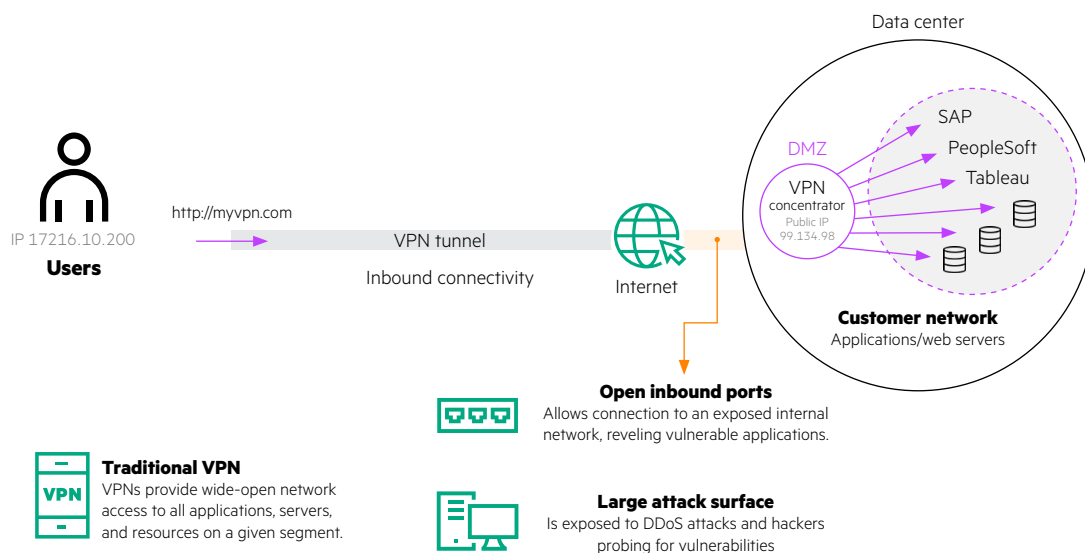 Data center
SAP
DMZ
PeopleSoft
VPN
concentrator
Public IP
99.134.98
Tableau
http://myvpn.com
IP 17216.10.200
Users
VPN tunnel
Inbound connectivity
Internet
Customer network
Applications/web servers
Open inbound ports
Allows connection to an exposed internal
network, reveling vulnerable applications.
Traditional VPN
VPNs provide wide-open network
access to all applications, servers,
and resources on a given segment.
VPN
Large attack surface
Is exposed to DDoS attacks and hackers
probing for vulnerabilities